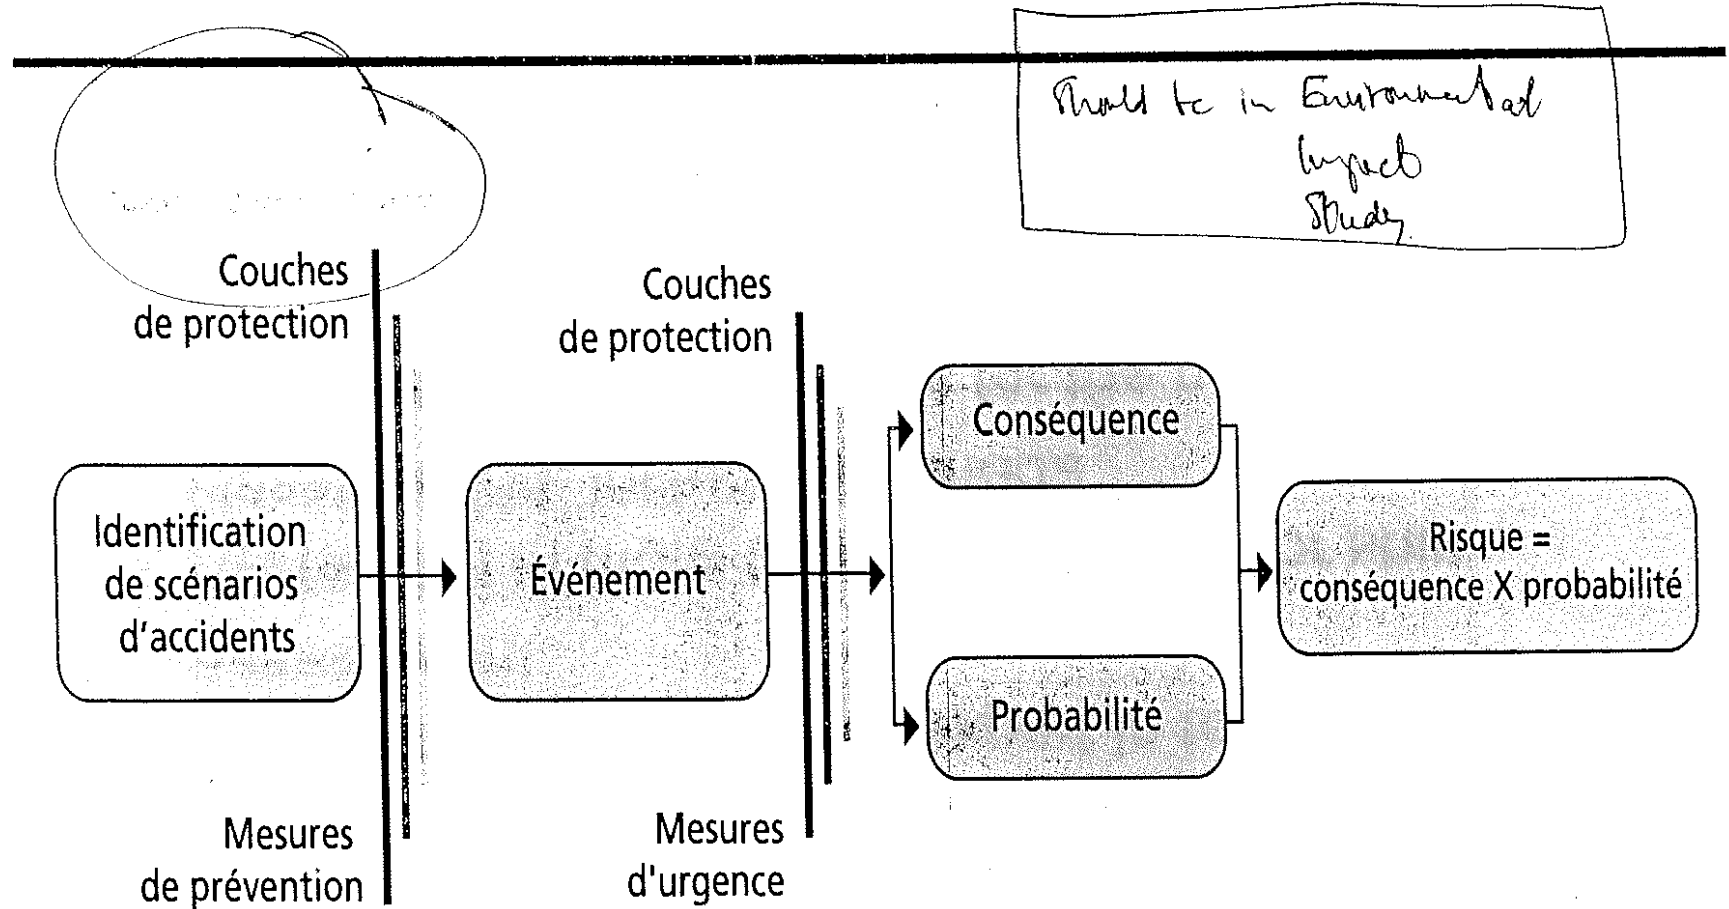 Should be in Environmental
Impact
Study
Couches
de protection
Couches
de protection
Conséquence
Identification
de scénarios
d'accidents
Événement
Risque =
conséquence X probabilité
Probabilité
Mesures
de prévention
Mesures
d'urgence